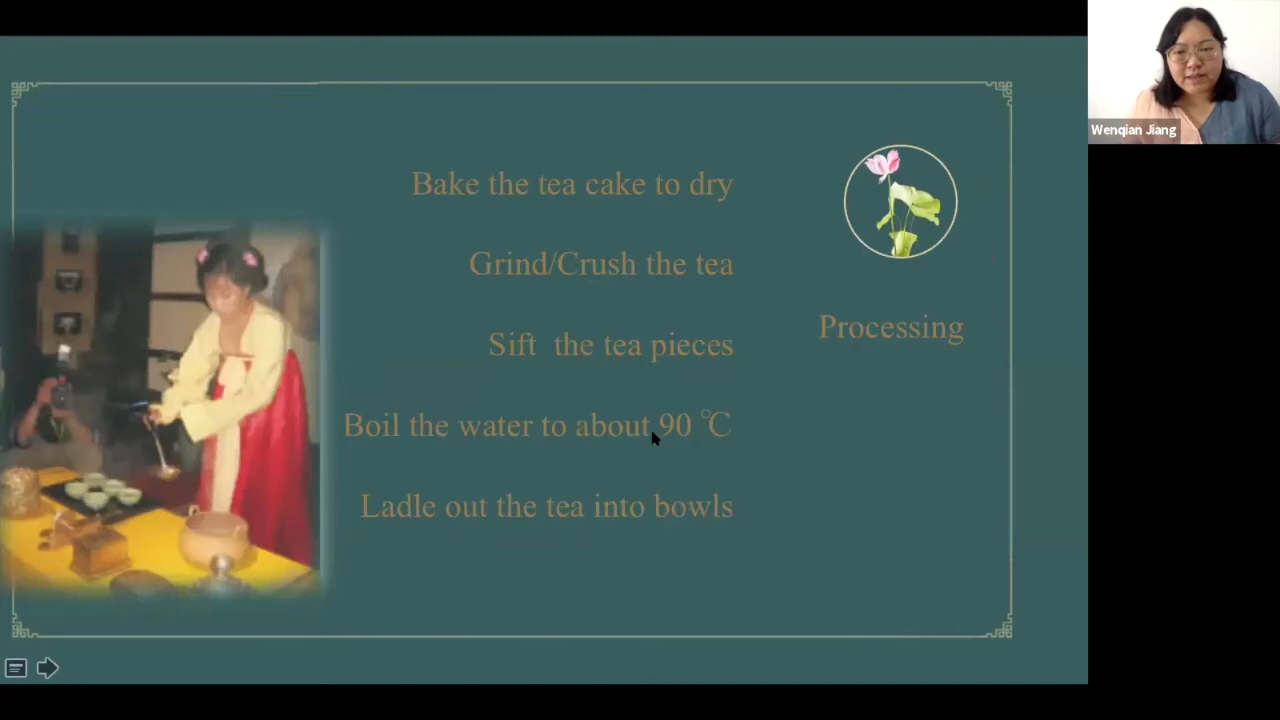 Wenqian Jiang
Bake the tea cake to dry
Grind/Crush the tea
Sift  the tea pieces
Boil the water to about 90 ℃
Ladle out the tea into bowls
Processing